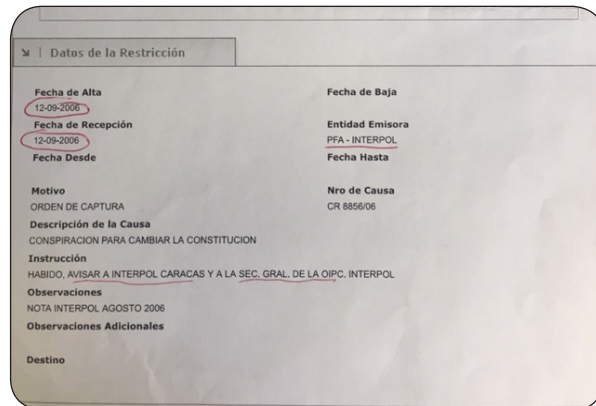 Datos de la Restricción
Fecha de Alta
Fecha de Baja
12-09-2006
Fecha de Recepción
Entidad Emisora
12-09-2006
PFA - INTERPOL
Fecha Desde
Fecha Hasta
Motivo
Nro de Causa
ORDEN DE CAPTURA
CR 8856/06
Descripción de la Causa
CONSPIRACION PARA CAMBIAR LA CONSTITUCION
Instrucción
HABIDO, AVISAR A INTERPOL CARACAS Y A LA SEC. GRAL. DE LA OIPC. INTERPOL
Observaciones
NOTA INTERPOL AGOSTO 2006
Observaciones Adicionales
Destino